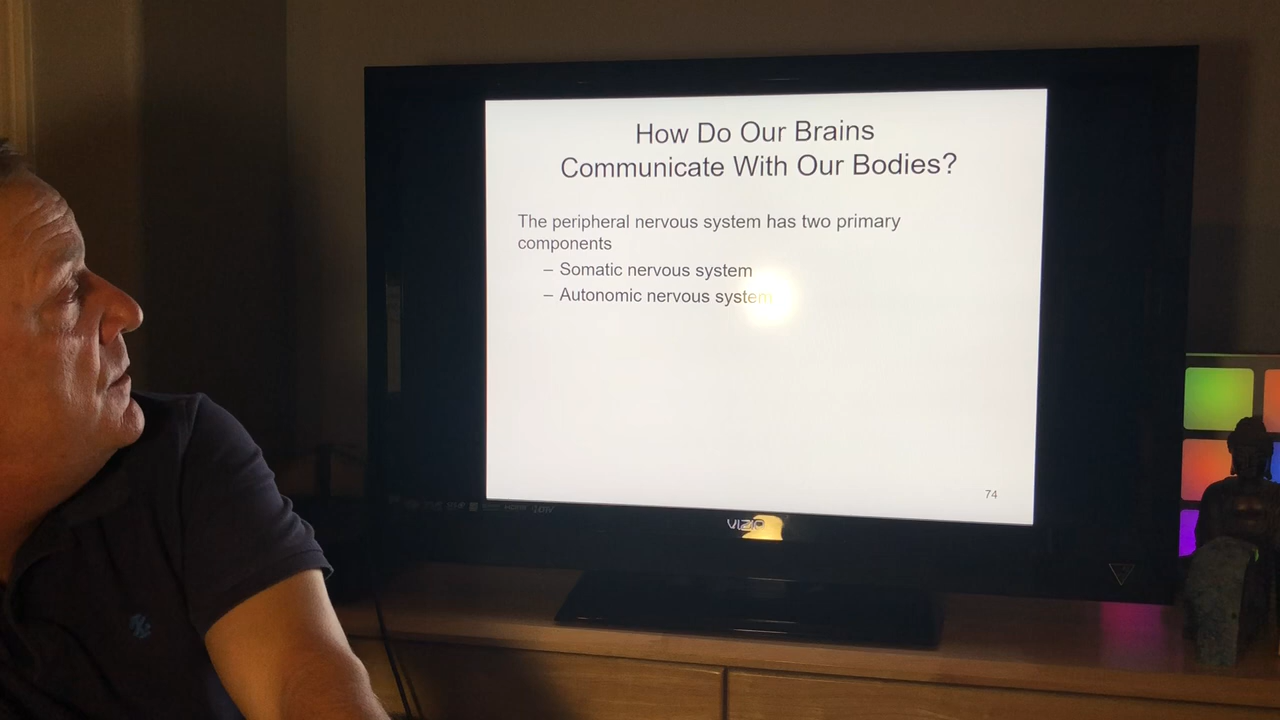 How Do Our Brains
Communicate With Our Bodies?
The peripheral nervous system has two primary
components
– Somatic nervous system
– Autonomic nervous system
74
VIZIO